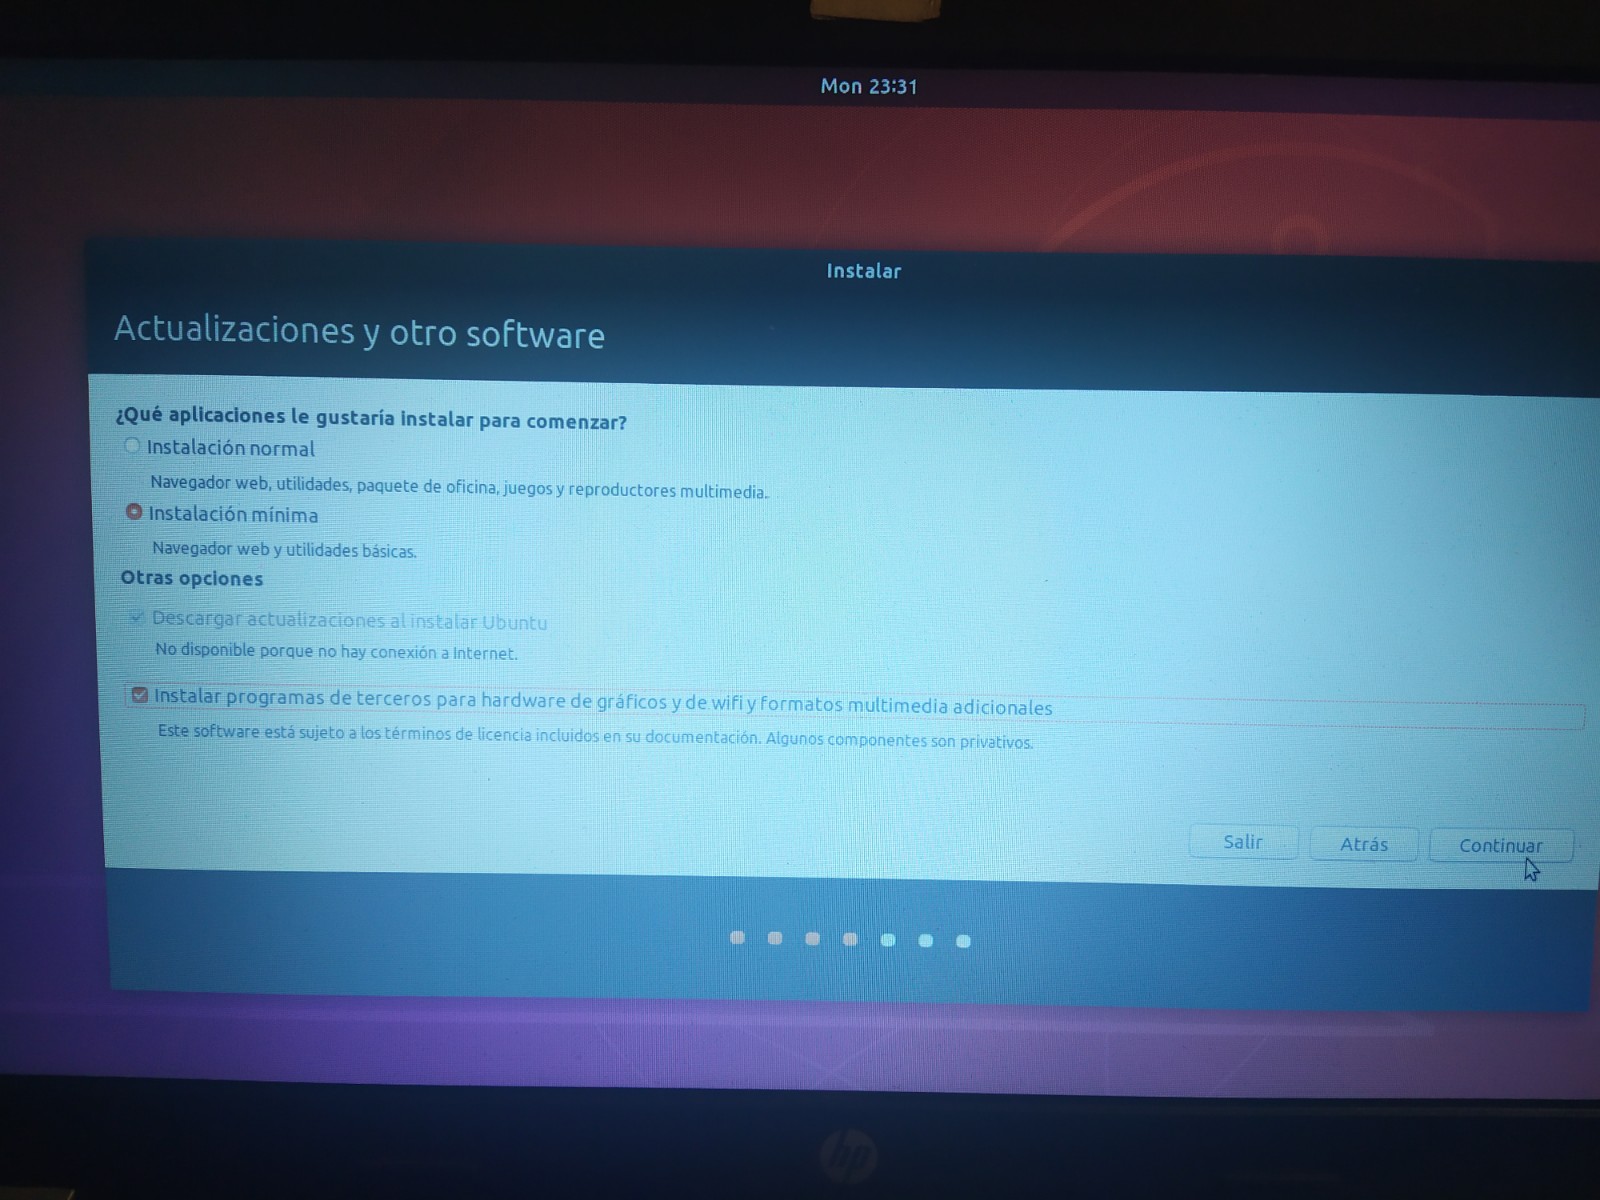 Mon 23:31
Instalar
Actualizaciones y otro software
¿Qué aplicaciones le gustaría instalar para comenzar?
Instalación normal
Navegador web, utilidades, paquete de oficina, juegos y reproductores multimedia.
Instalación mínima
Navegador web y utilidades básicas.
Otras opciones
Descargar actualizaciones al instalar Ubuntu
No disponible porque no hay conexión a Internet.
Instalar programas de terceros para hardware de gráficos y de wifi y formatos multimedia adicionales
Este software está sujeto a los términos de licencia incluidos en su documentación. Algunos componentes son privativos.
Salir Atrás Continuar
hp